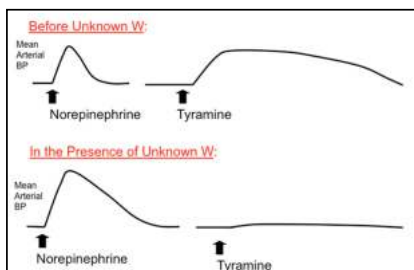 Before Unknown W:
Mean
Arterial
BP
Norepinephrine
Tyramine
In the Presence of Unknown W:
Mean
Arterial
BP
Norepinephrine
Tyramine